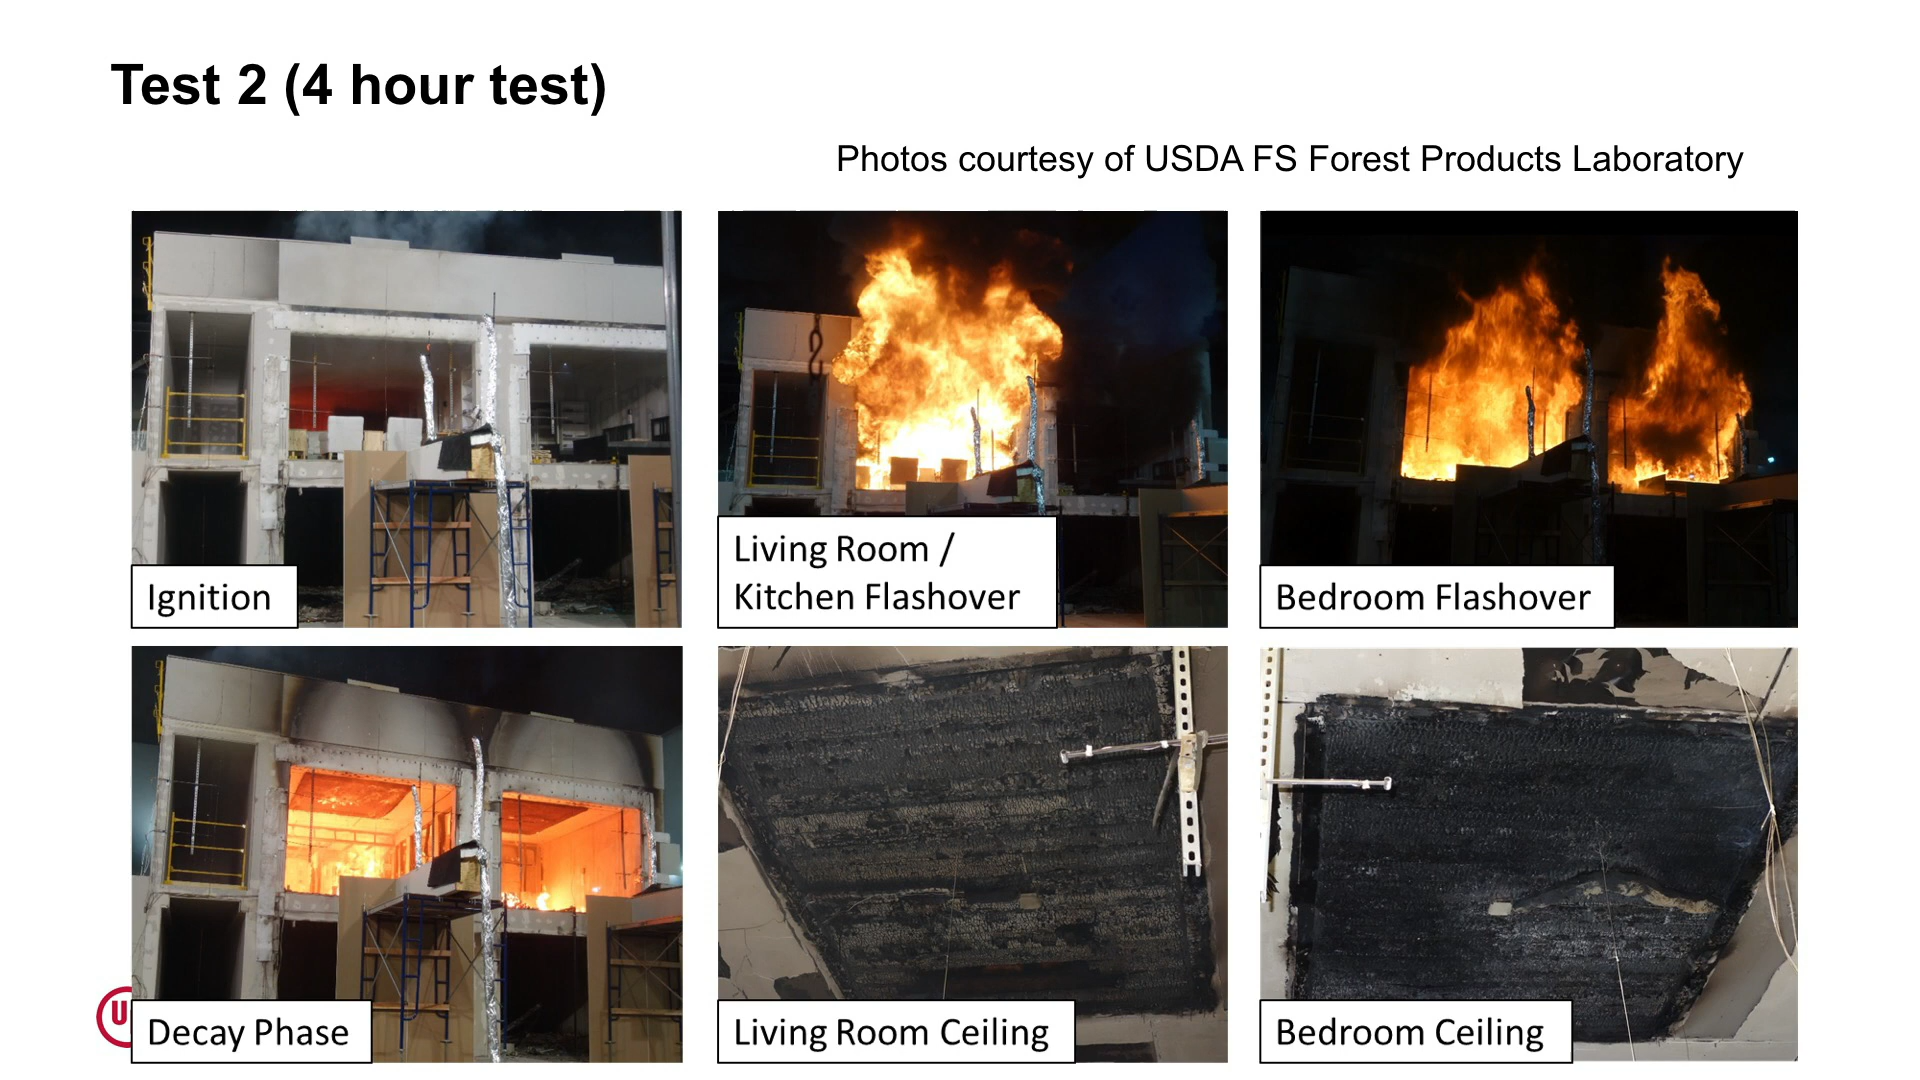 Test 2 (4 hour test)
Photos courtesy of USDA FS Forest Products Laboratory
Ignition
Living Room /
Kitchen Flashover
Bedroom Flashover
Decay Phase
Living Room Ceiling
Bedroom Ceiling